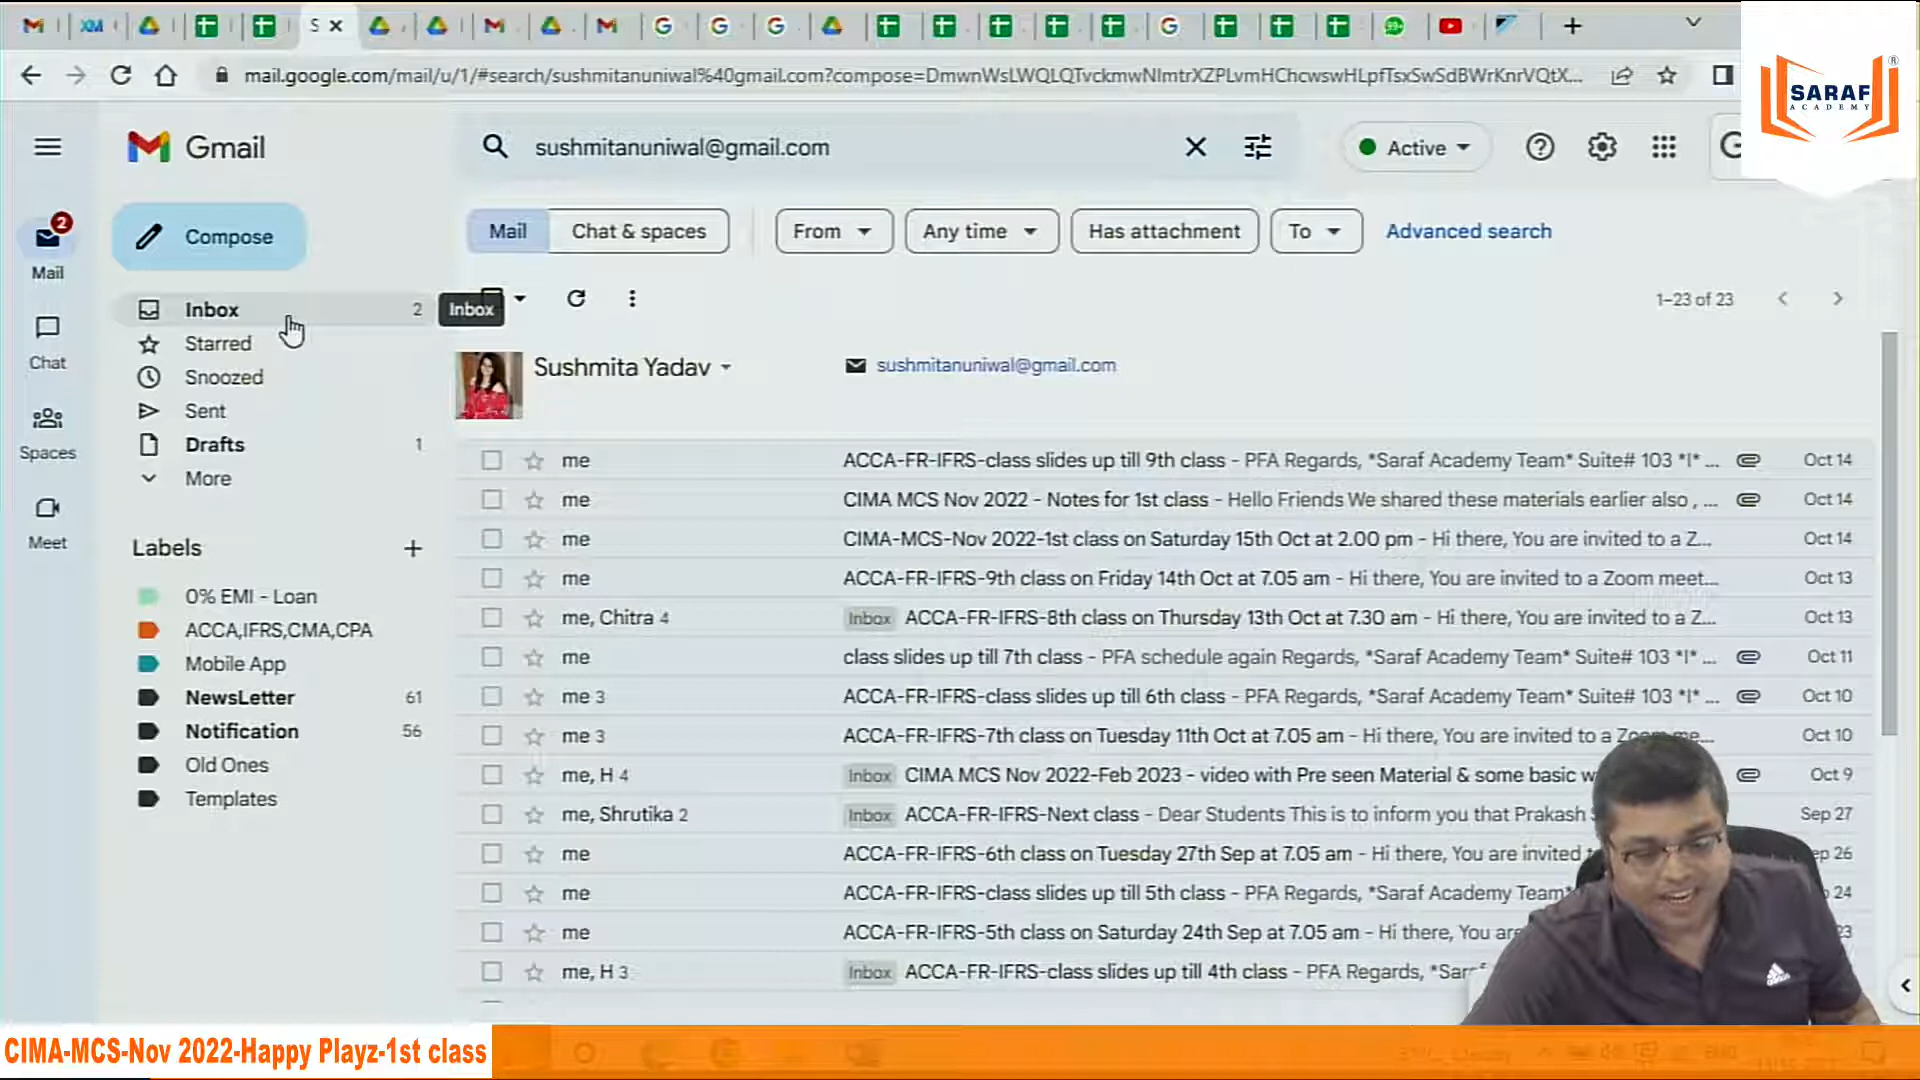 XM
S
99+
mail.google.com/mail/u/1/#search/sushmitanuniwal%40gmail.com?compose=DmwnWsLWQLQTvckmwNlmtrXZPLvmHChcwswHLpfTsxSwSdBWrKnrVQtX...
SARAF
ACADEMY
®
Gmail
sushmitanuniwal@gmail.com
Active
2
Mail
Chat
Spaces
Meet
Compose
Mail
Chat & spaces
From
Any time
Has attachment
To
Advanced search
Inbox 2
Inbox
Starred
Snoozed
Sent
Drafts 1
More
1–23 of 23
Sushmita Yadav
sushmitanuniwal@gmail.com
Labels
0% EMI - Loan
ACCA,IFRS,CMA,CPA
Mobile App
NewsLetter 61
Notification 56
Old Ones
Templates
me ACCA-FR-IFRS-class slides up till 9th class - PFA Regards, *Saraf Academy Team* Suite# 103 *I* ... Oct 14
me CIMA MCS Nov 2022 - Notes for 1st class - Hello Friends We shared these materials earlier also , ... Oct 14
me CIMA-MCS-Nov 2022-1st class on Saturday 15th Oct at 2.00 pm - Hi there, You are invited to a Z... Oct 14
me ACCA-FR-IFRS-9th class on Friday 14th Oct at 7.05 am - Hi there, You are invited to a Zoom meet... Oct 13
me, Chitra 4 Inbox ACCA-FR-IFRS-8th class on Thursday 13th Oct at 7.30 am - Hi there, You are invited to a Z... Oct 13
me class slides up till 7th class - PFA schedule again Regards, *Saraf Academy Team* Suite# 103 *I* ... Oct 11
me 3 ACCA-FR-IFRS-class slides up till 6th class - PFA Regards, *Saraf Academy Team* Suite# 103 *I* ... Oct 10
me 3 ACCA-FR-IFRS-7th class on Tuesday 11th Oct at 7.05 am - Hi there, You are invited to a Zoom me... Oct 10
me, H 4 Inbox CIMA MCS Nov 2022-Feb 2023 - video with Pre seen Material & some basic w Oct 9
me, Shrutika 2 Inbox ACCA-FR-IFRS-Next class - Dear Students This is to inform you that Prakash Sep 27
me ACCA-FR-IFRS-6th class on Tuesday 27th Sep at 7.05 am - Hi there, You are invited ep 26
me ACCA-FR-IFRS-class slides up till 5th class - PFA Regards, *Saraf Academy Team* 24
me ACCA-FR-IFRS-5th class on Saturday 24th Sep at 7.05 am - Hi there, You are 23
me, H 3 Inbox ACCA-FR-IFRS-class slides up till 4th class - PFA Regards, *Saraf
CIMA-MCS-Nov 2022-Happy Playz-1st class